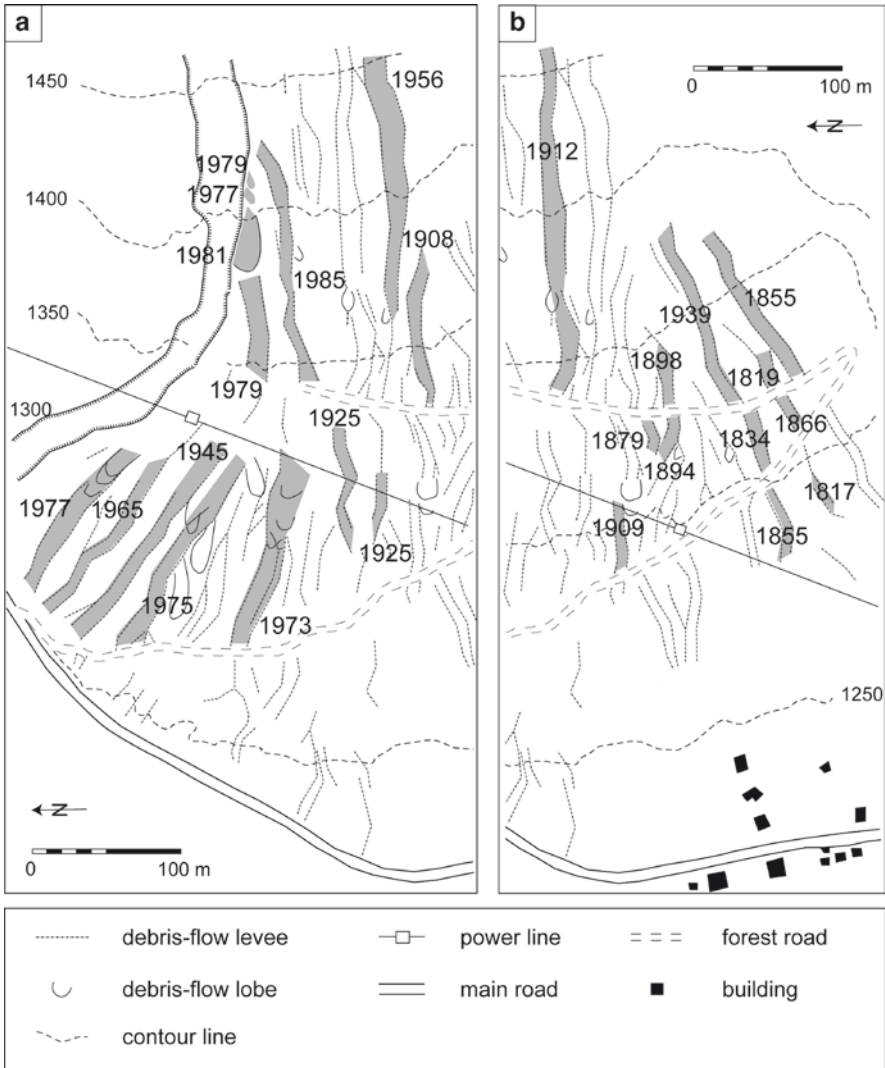 a
1450
1956
1979
1977
1400
1981
1908
1985
1350
1979
1300
1925
1945
1977
1965
1925
1975
1973
N
0 100 m
b
0 100 m
N
1912
1939
1855
1898
1819
1879
1834
1866
1894
1817
1909
1855
1250
debris-flow levee
power line
forest road
debris-flow lobe
main road
building
contour line